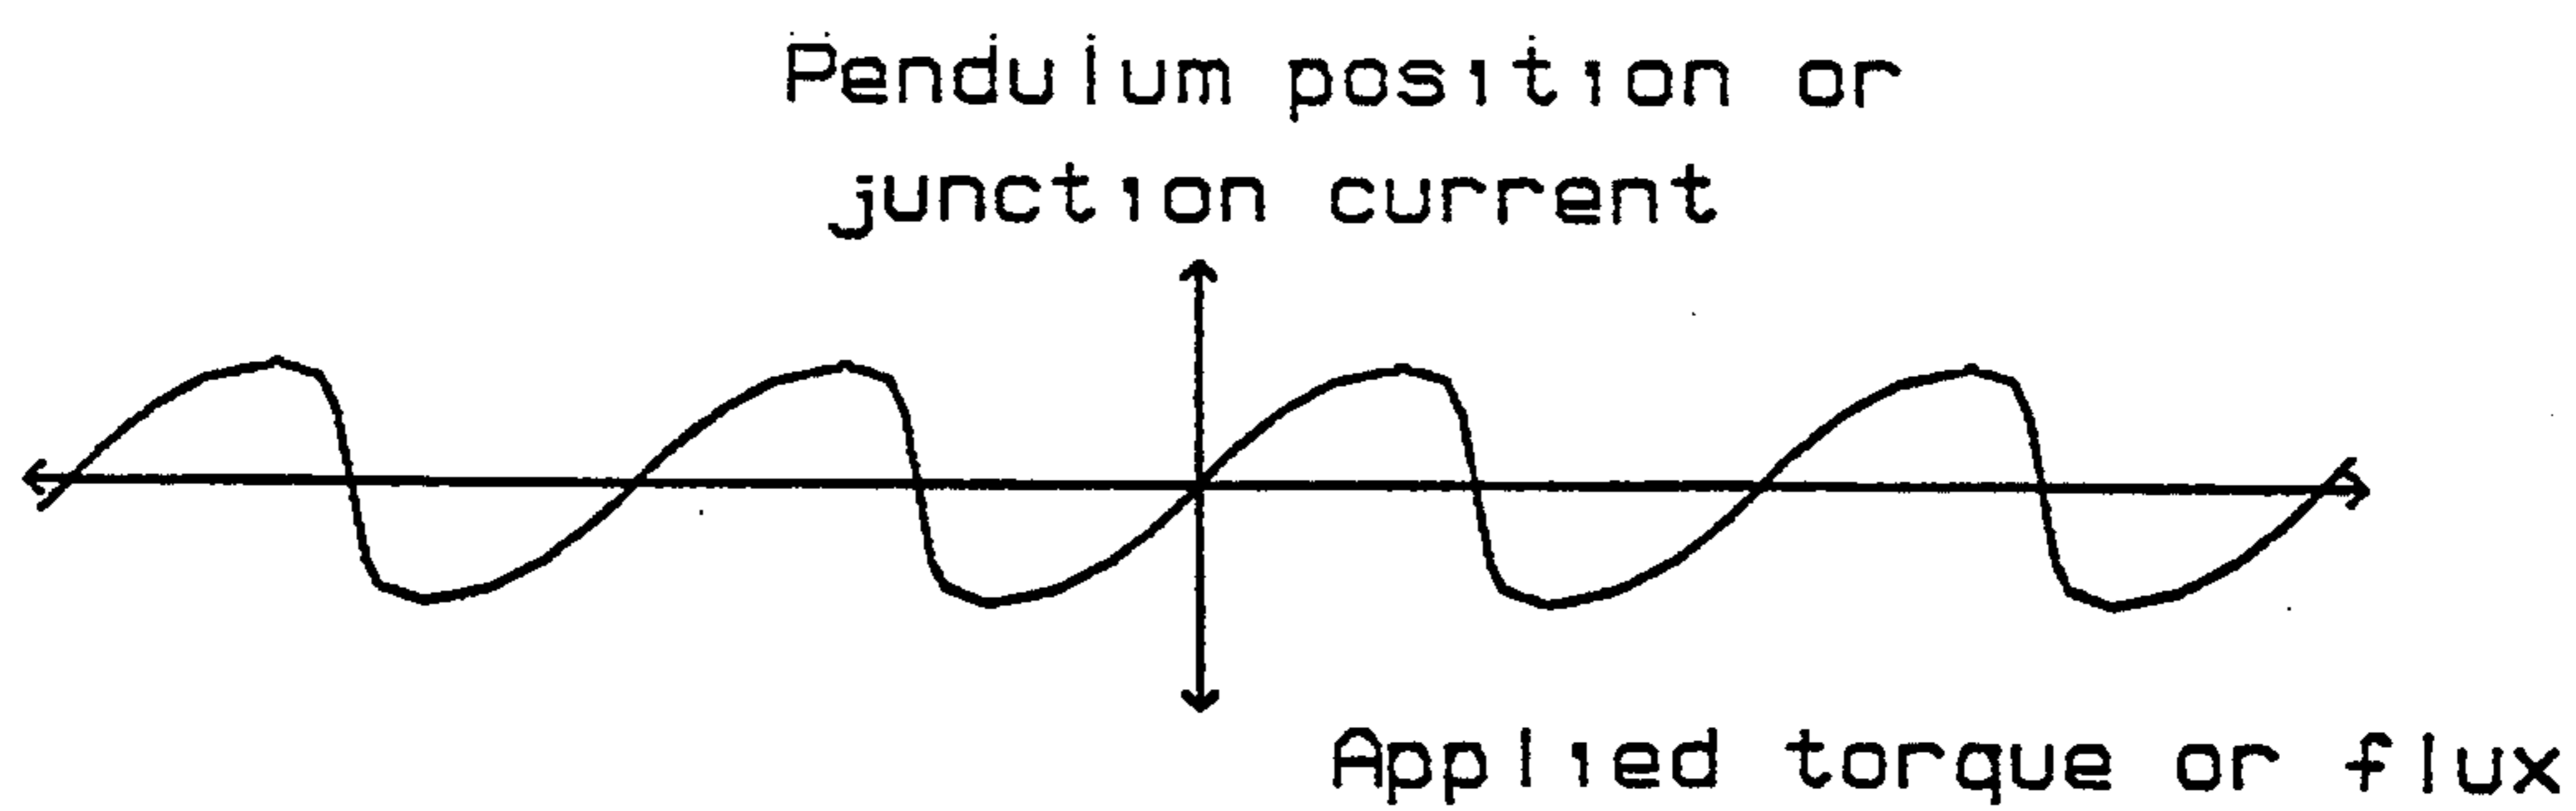 Pendulum position or
junction current
Applied torque or flux